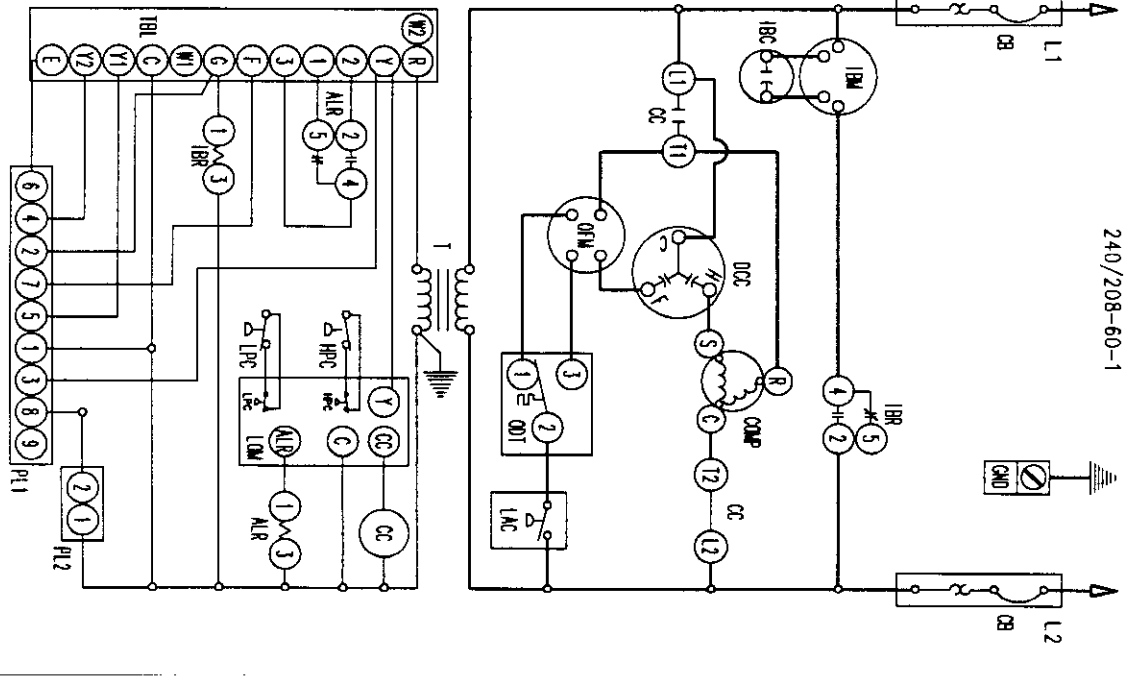 240/208-60-1
L1
L2
CB
CB
GND
IBM
IBR
5
4
2
IBC
R
COMP
S
C
T2
CC
L2
L1
CC
T1
DCC
C
H
F
OFM
3
1
2
ODT
LAC
T
R
W2
Y
2
1
3
F
G
W1
C
Y1
Y2
E
TBL
ALR
2
5
4
HPC
LPC
Y
CC
HPC
C
LPC
ALR
LOM
CC
1
3
ALR
1
3
IBR
6
4
2
7
5
1
3
8
9
PL1
2
1
PL2